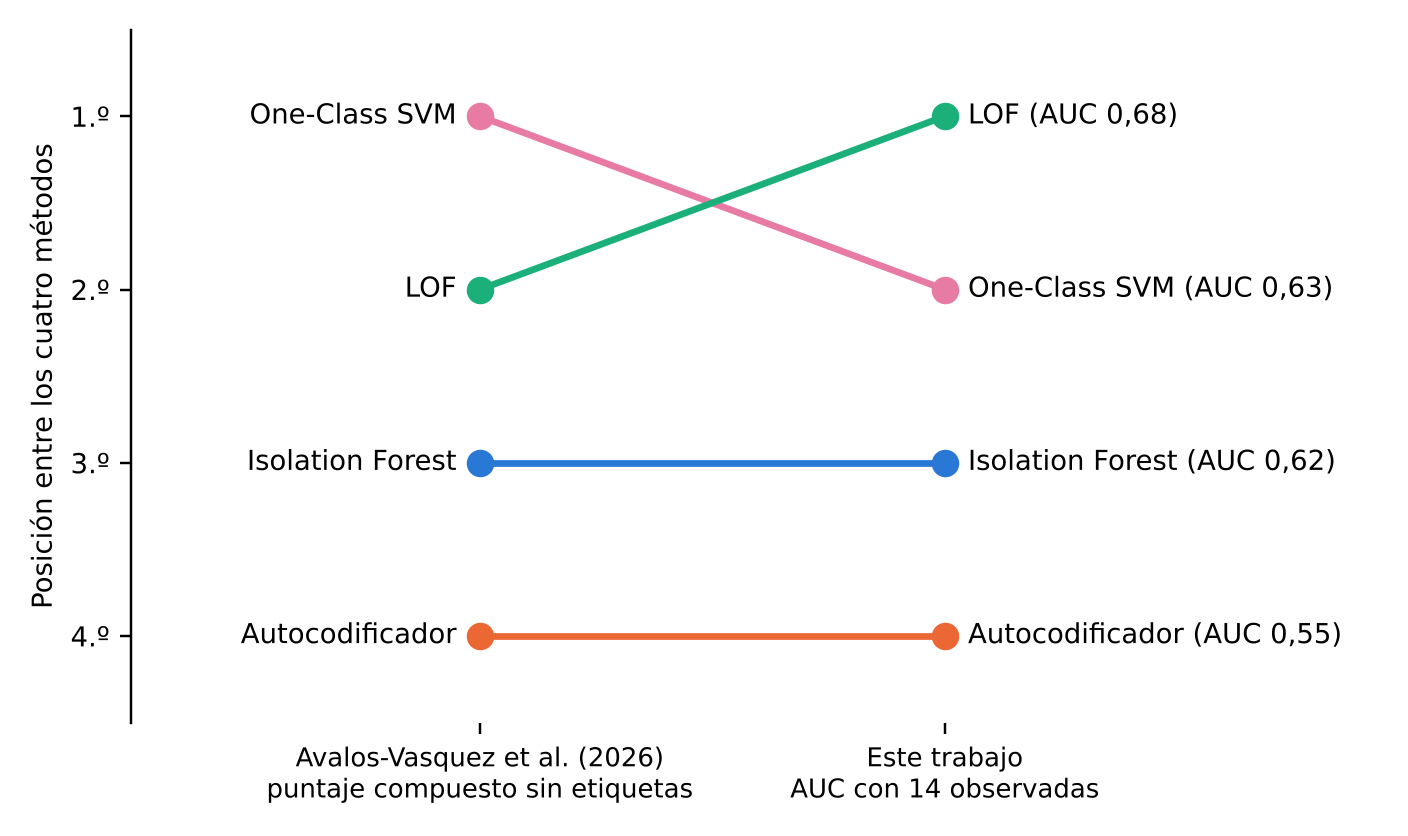 Posición entre los cuatro métodos
1.º
2.º
3.º
4.º
One-Class SVM
LOF
Isolation Forest
Autocodificador
LOF (AUC 0,68)
One-Class SVM (AUC 0,63)
Isolation Forest (AUC 0,62)
Autocodificador (AUC 0,55)
Avalos-Vasquez et al. (2026)
puntaje compuesto sin etiquetas
Este trabajo
AUC con 14 observadas